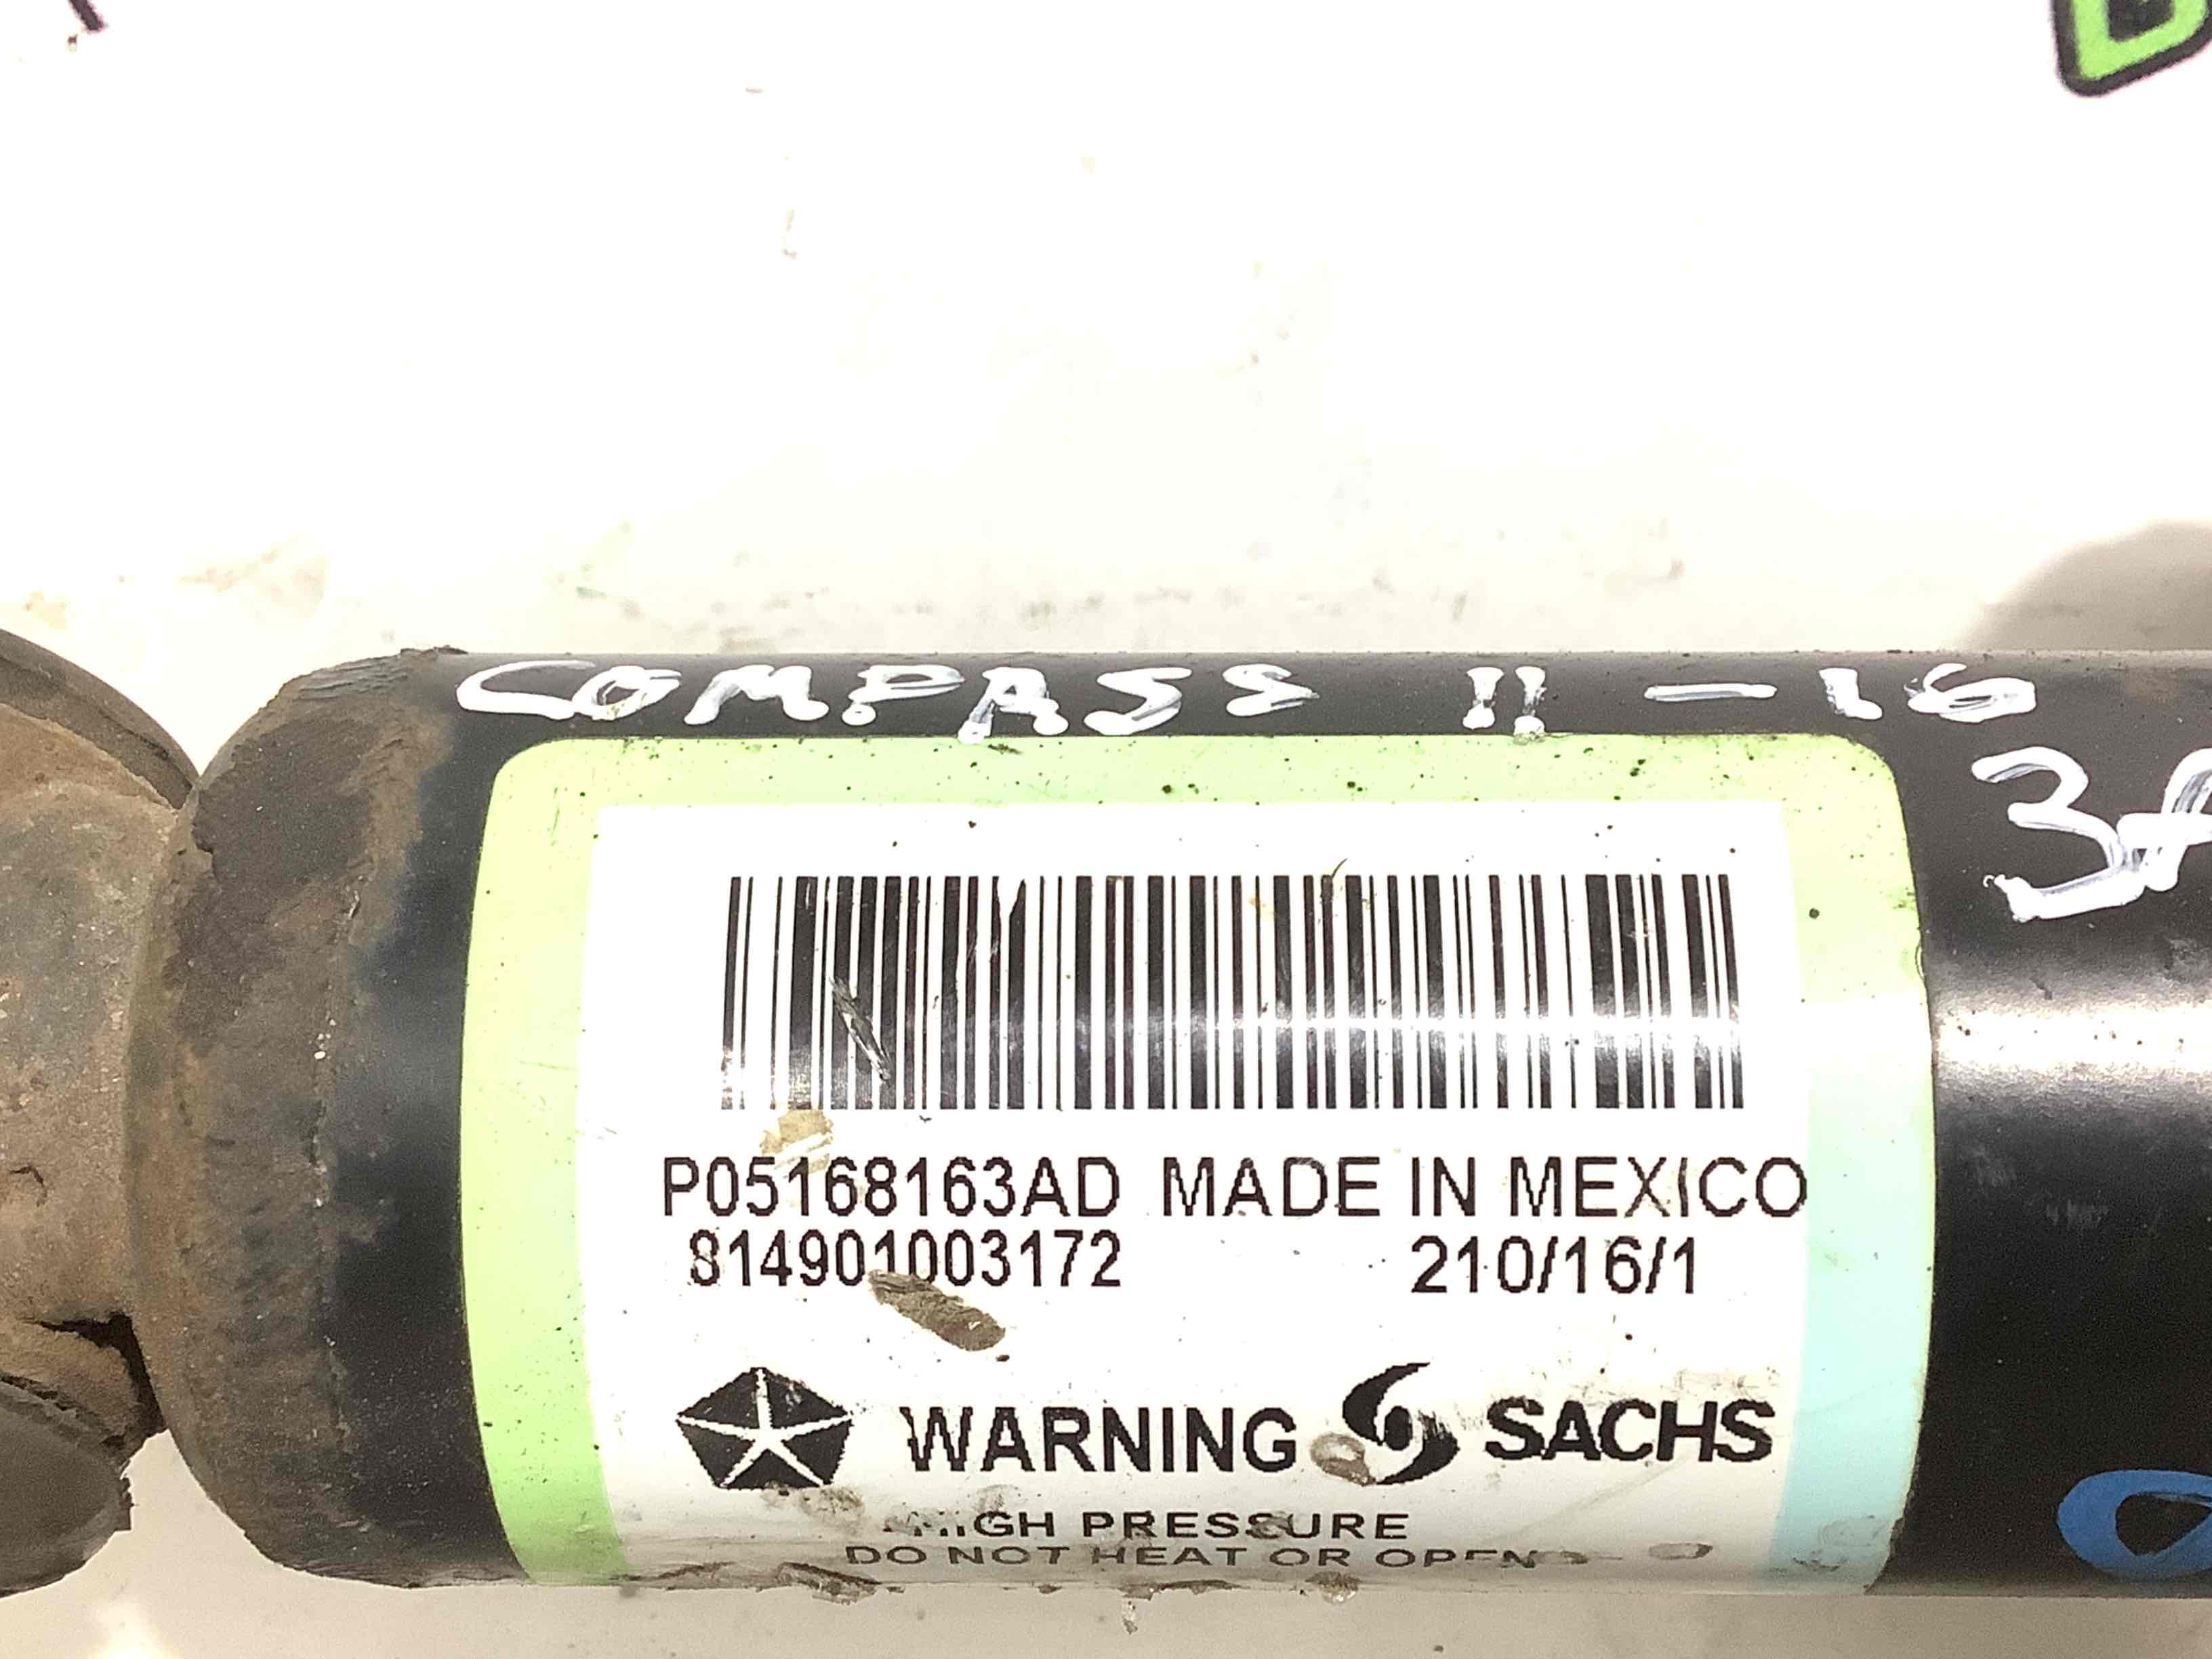 COMPASS 11-16
P05168163AD MADE IN MEXICO
814901003172 210/16/1
WARNING SACHS
HIGH PRESSURE
DO NOT HEAT OR OPEN